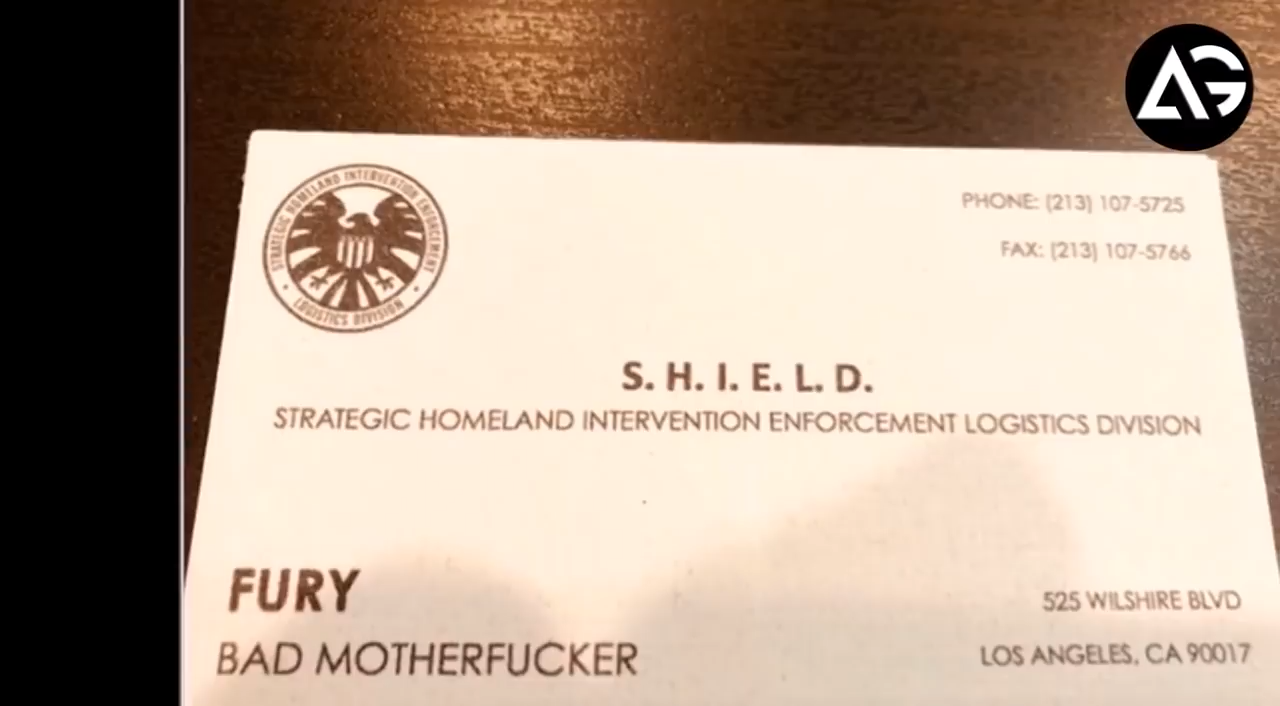 AG
STRATEGIC HOMELAND INTERVENTION ENFORCEMENT
LOGISTICS DIVISION
PHONE: (213) 107-5725
FAX: (213) 107-5766
S. H. I. E. L. D.
STRATEGIC HOMELAND INTERVENTION ENFORCEMENT LOGISTICS DIVISION
FURY
BAD MOTHERFUCKER
525 WILSHIRE BLVD
LOS ANGELES, CA 90017